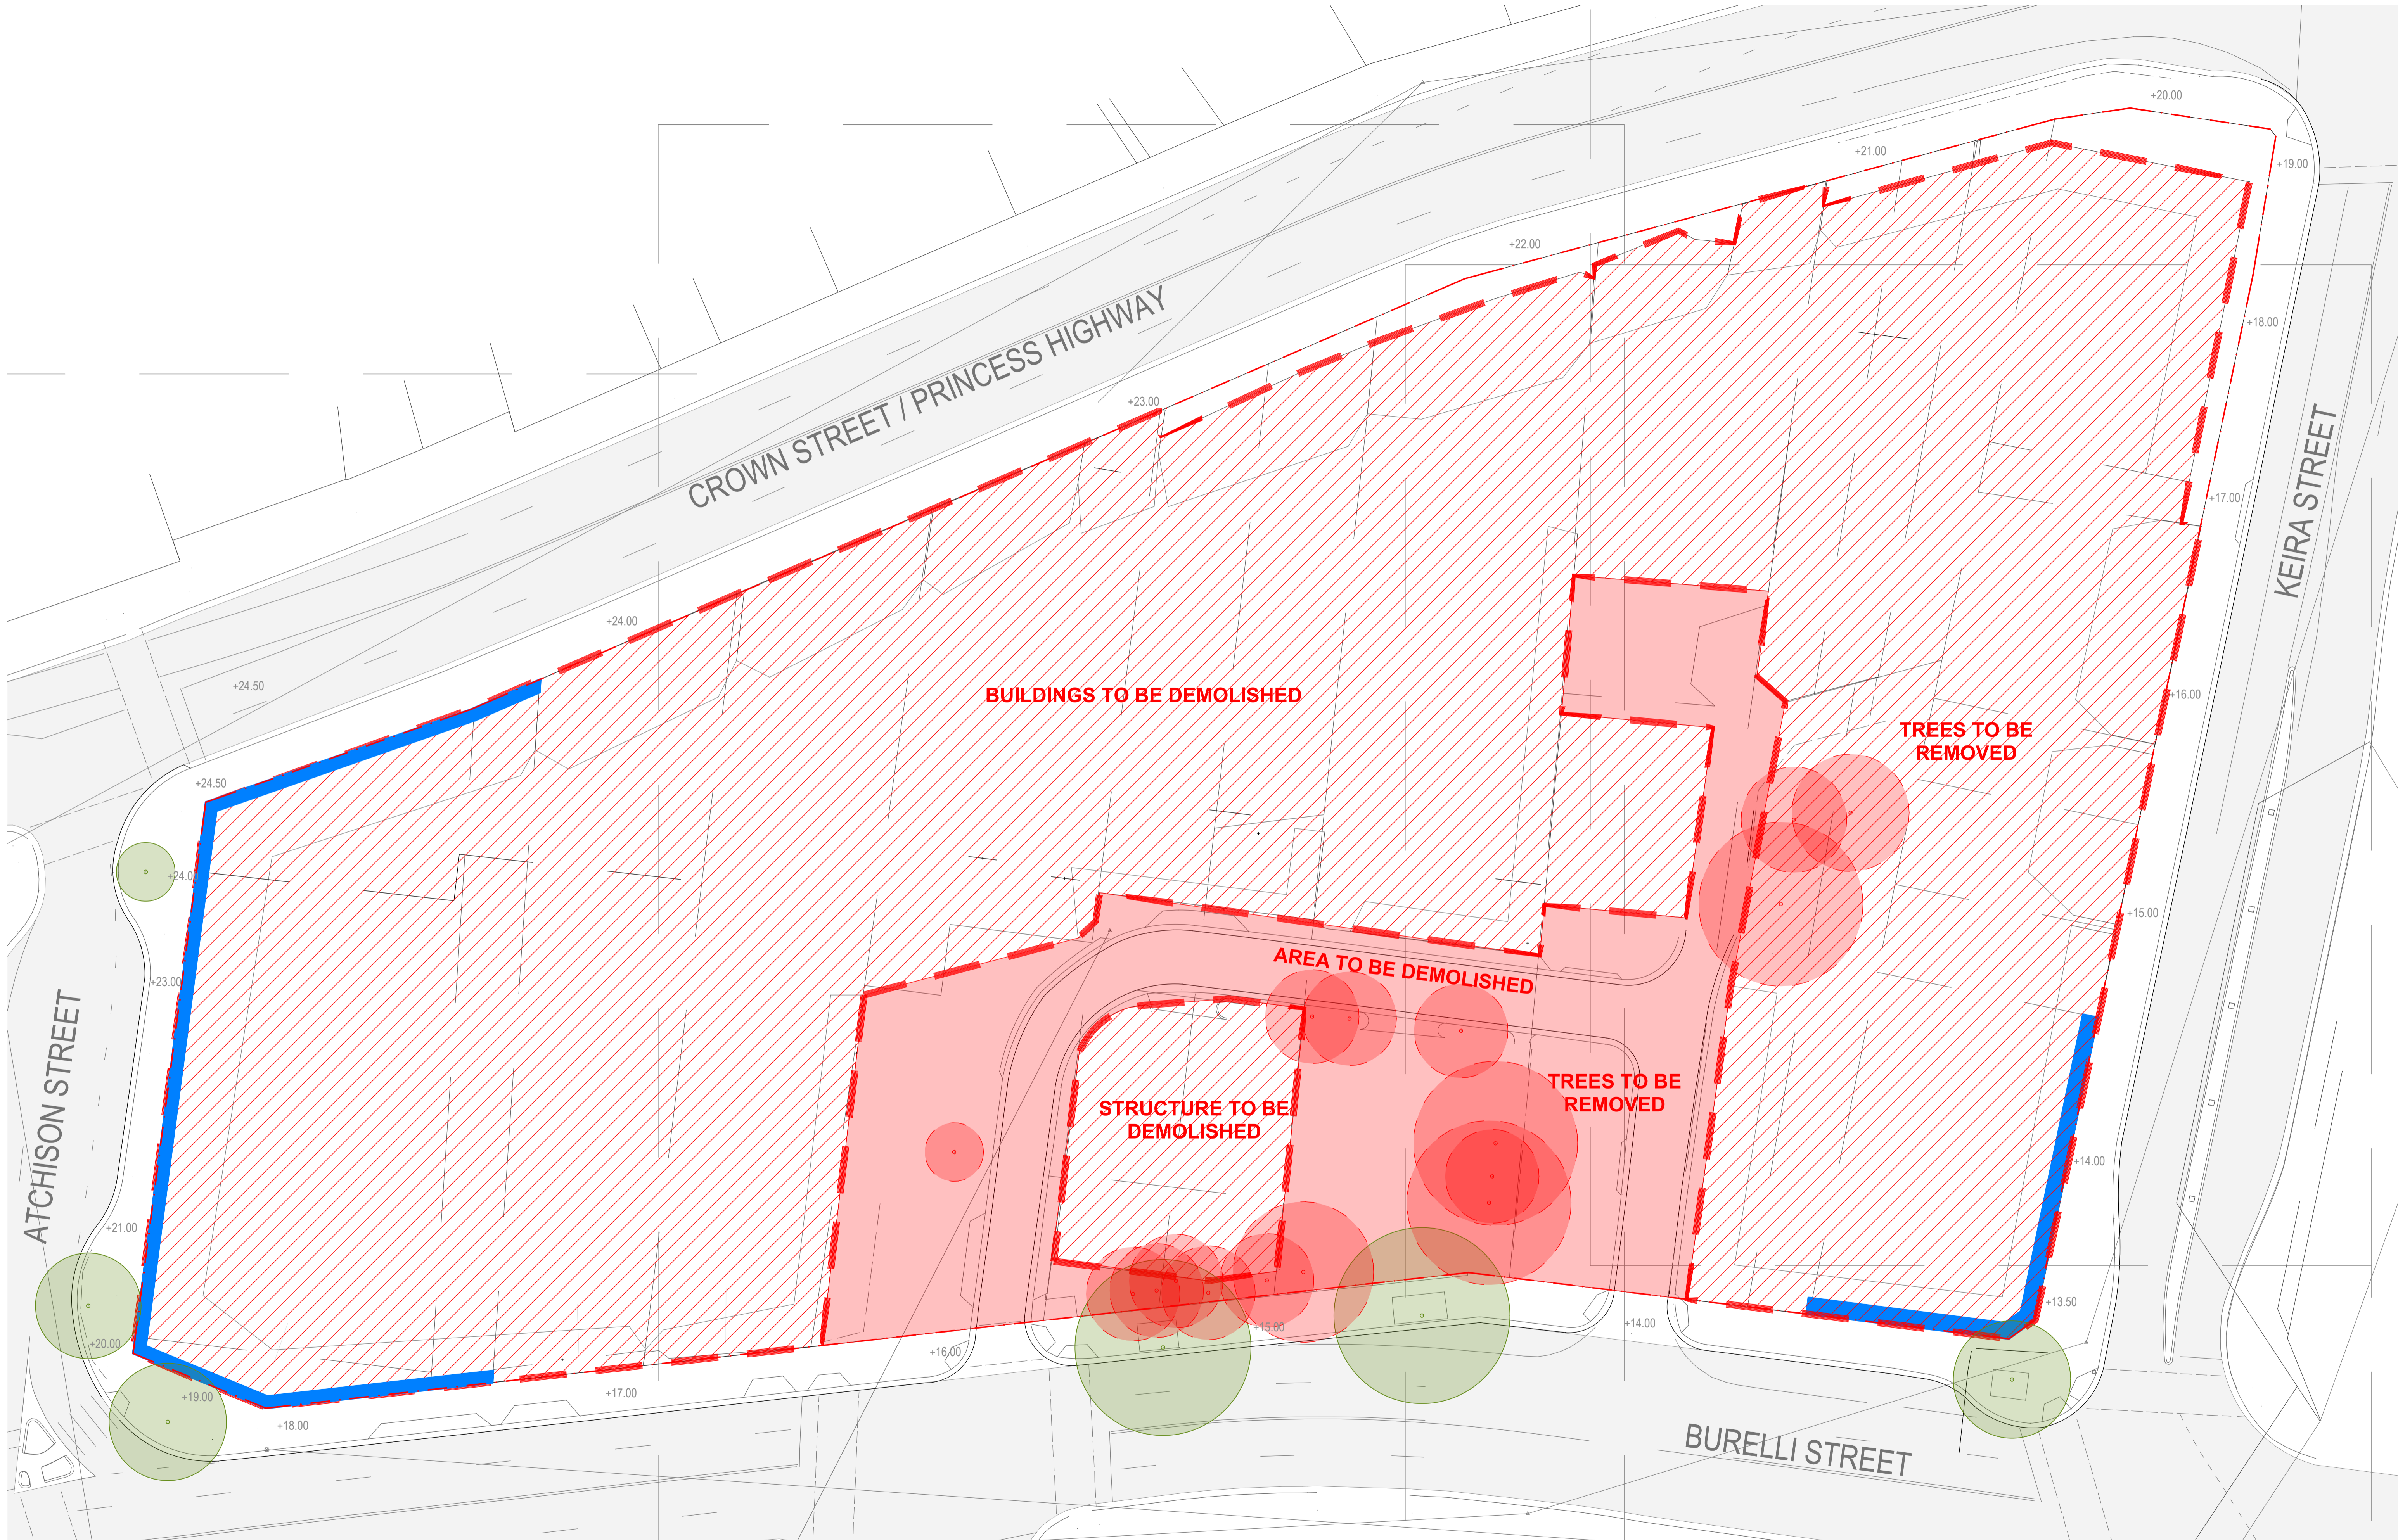 +20.00
+21.00
+19.00
+22.00
+18.00
CROWN STREET / PRINCESS HIGHWAY
+23.00
+17.00
KEIRA STREET
+24.00
+24.50
BUILDINGS TO BE DEMOLISHED
+16.00
TREES TO BE
REMOVED
+24.50
+24.00
+15.00
+23.00
AREA TO BE DEMOLISHED
ATCHISON STREET
TREES TO BE
REMOVED
STRUCTURE TO BE
DEMOLISHED
+14.00
+21.00
+20.00
+13.50
+15.00
+14.00
+16.00
+19.00
+17.00
+18.00
BURELLI STREET